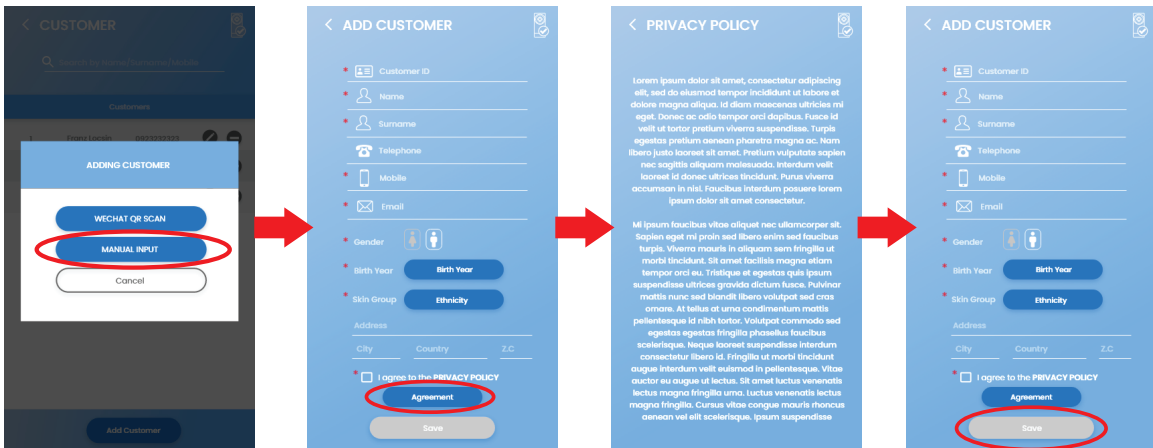 CUSTOMER
Search by Name/Surname/Mobile
Customers
1 Franz Larsin 0933232323
ADDING CUSTOMER
WECHAT QR SCAN
MANUAL INPUT
Cancel
Add Customer
ADD CUSTOMER
* Customer ID
* Name
* Surname
Telephone
* Mobile
* Email
* Gender
* Birth Year Birth Year
* Skin Group Ethnicity
Address
City Country Z.C
* I agree to the PRIVACY POLICY
Agreement
Save
PRIVACY POLICY
Lorem ipsum dolor sit amet, consectetur adipiscing
elit, sed do eiusmod tempor incididunt ut labore et
dolore magna aliqua. Id diam maecenas ultricies mi
eget. Donec ac odio tempor orci dapibus. Fusce id
velit ut tortor pretium viverra suspendisse. Turpis
egestas pretium aenean pharetra magna ac. Nam
libero justo laoreet sit amet. Pretium vulputate sapien
nec sagittis aliquam malesuada. Interdum velit
laoreet id donec ultrices tincidunt. Purus viverra
accumsan in nisl. Faucibus interdum posuere lorem
ipsum dolor sit amet consectetur.
Mi ipsum faucibus vitae aliquet nec ullamcorper sit.
Sapien eget mi proin sed libero enim sed faucibus
turpis. Viverra mauris in aliquam sem fringilla ut
morbi tincidunt. Sit amet facilisis magna etiam
tempor orci eu. Tristique et egestas quis ipsum
suspendisse ultrices gravida dictum fusce. Pulvinar
mattis nunc sed blandit libero volutpat sed cras
ornare. At tellus at urna condimentum mattis
pellentesque id nibh tortor. Volutpat commodo sed
egestas egestas fringilla phasellus faucibus
scelerisque. Neque laoreet suspendisse interdum
consectetur libero id. Fringilla ut morbi tincidunt
augue interdum velit euismod in pellentesque. Vitae
auctor eu augue ut lectus. Sit amet luctus venenatis
lectus magna fringilla urna. Luctus venenatis lectus
magna fringilla. Cursus vitae congue mauris rhoncus
aenean vel elit scelerisque. Ipsum suspendisse
ADD CUSTOMER
* Customer ID
* Name
* Surname
Telephone
* Mobile
* Email
* Gender
* Birth Year Birth Year
* Skin Group Ethnicity
Address
City Country Z.C
* I agree to the PRIVACY POLICY
Agreement
Save